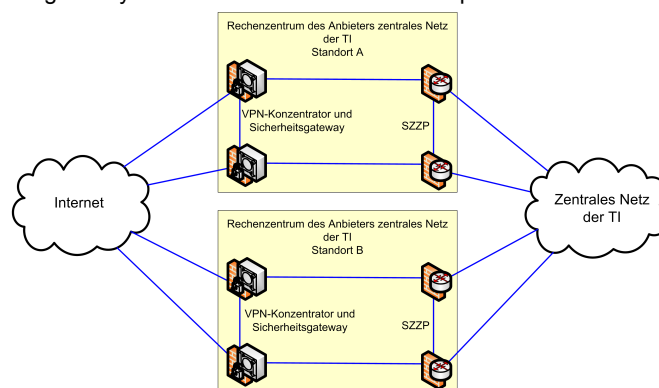 Rechenzentrum des Anbieters zentrales Netz
der TI
Standort A
VPN-Konzentrator und
Sicherheitsgateway
SZZP
Internet
Zentrales Netz
der TI
Rechenzentrum des Anbieters zentrales Netz
der TI
Standort B
VPN-Konzentrator und
Sicherheitsgateway
SZZP